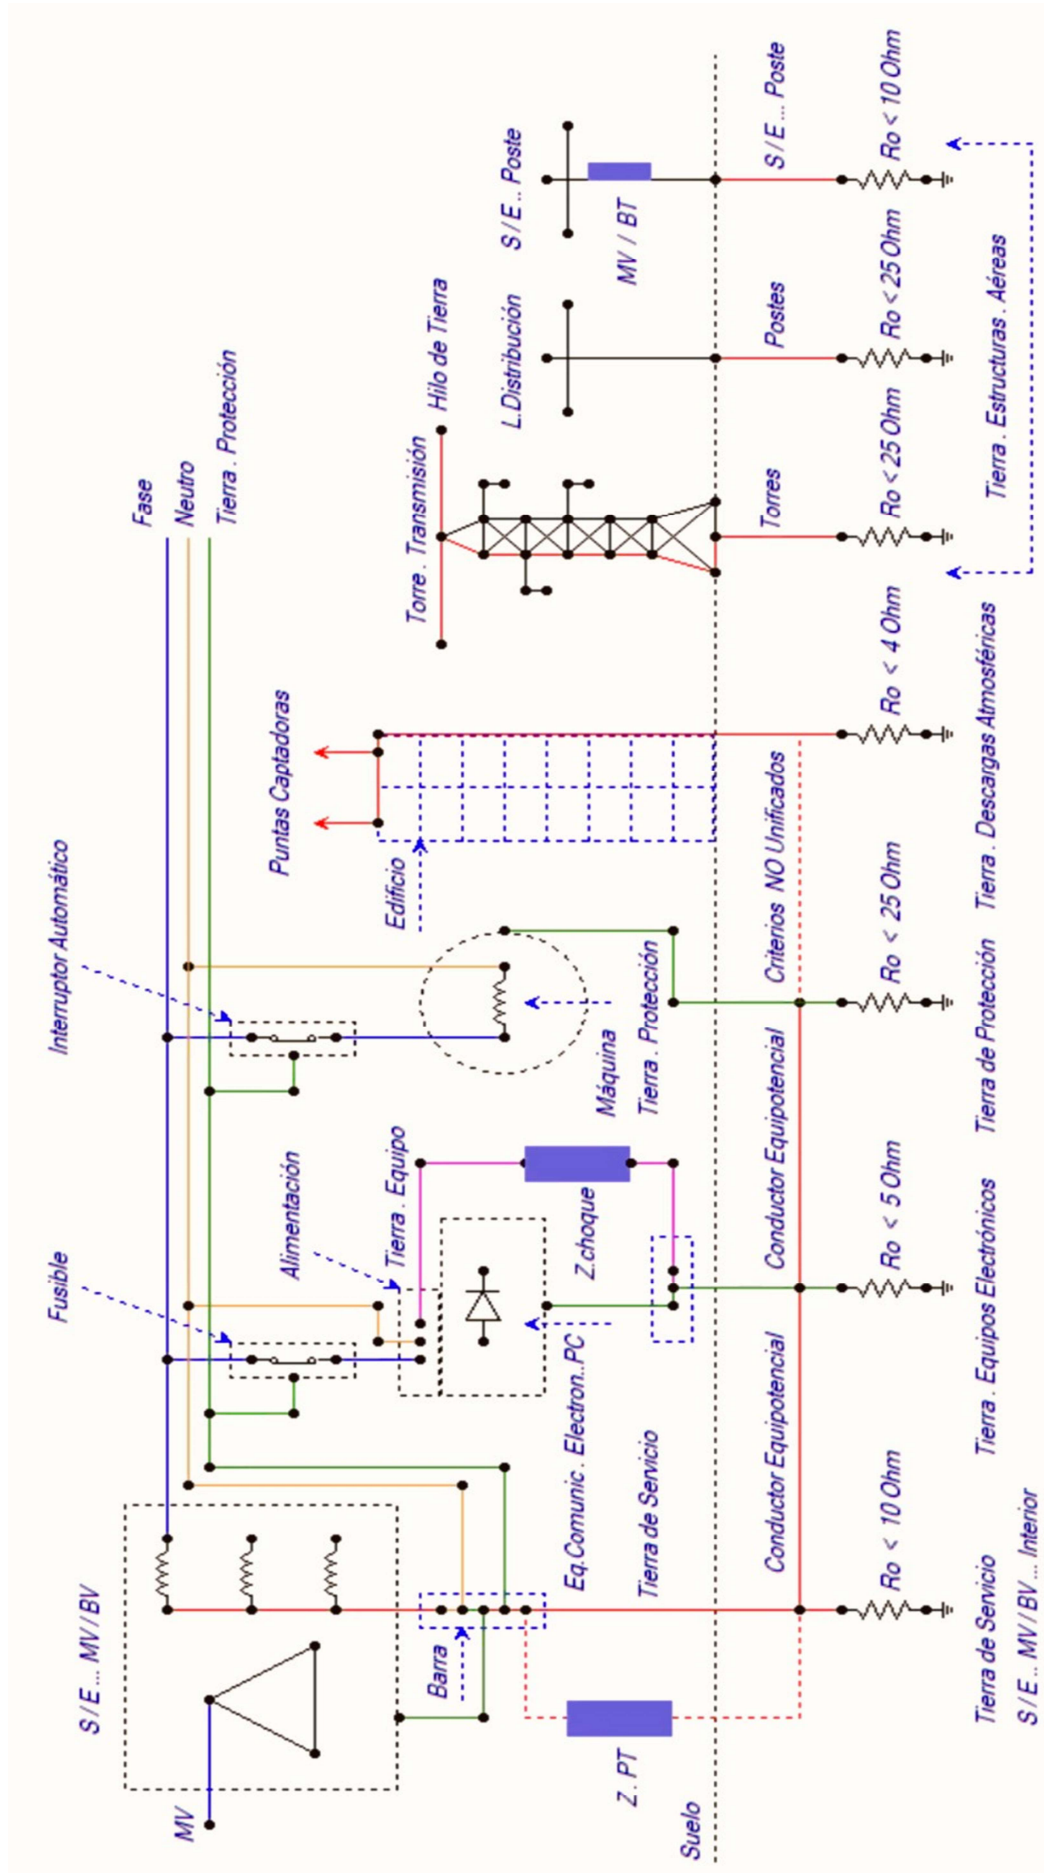 Fase
Neutro
Tierra . Protección
Interruptor Automático
Fusible
S / E ... MV / BV
MV
Puntas Captadoras
Alimentación
Edificio
Tierra . Equipo
Torre . Transmisión
Hilo de Tierra
L.Distribución
S / E .. Poste
Barra
Z . PT
Eq.Comunic . Electron..PC
Z.choque
Máquina
MV / BT
Tierra de Servicio
Tierra . Protección
Suelo
Conductor Equipotencial
Conductor Equipotencial
Criterios NO Unificados
Torres
Postes
S / E ... Poste
Ro < 10 Ohm
Ro < 5 Ohm
Ro < 25 Ohm
Ro < 4 Ohm
Ro < 25 Ohm
Ro < 25 Ohm
Ro < 10 Ohm
Tierra de Servicio
S / E .. MV / BV ... Interior
Tierra . Equipos Electrónicos
Tierra de Protección
Tierra . Descargas Atmosféricas
Tierra . Estructuras . Aéreas